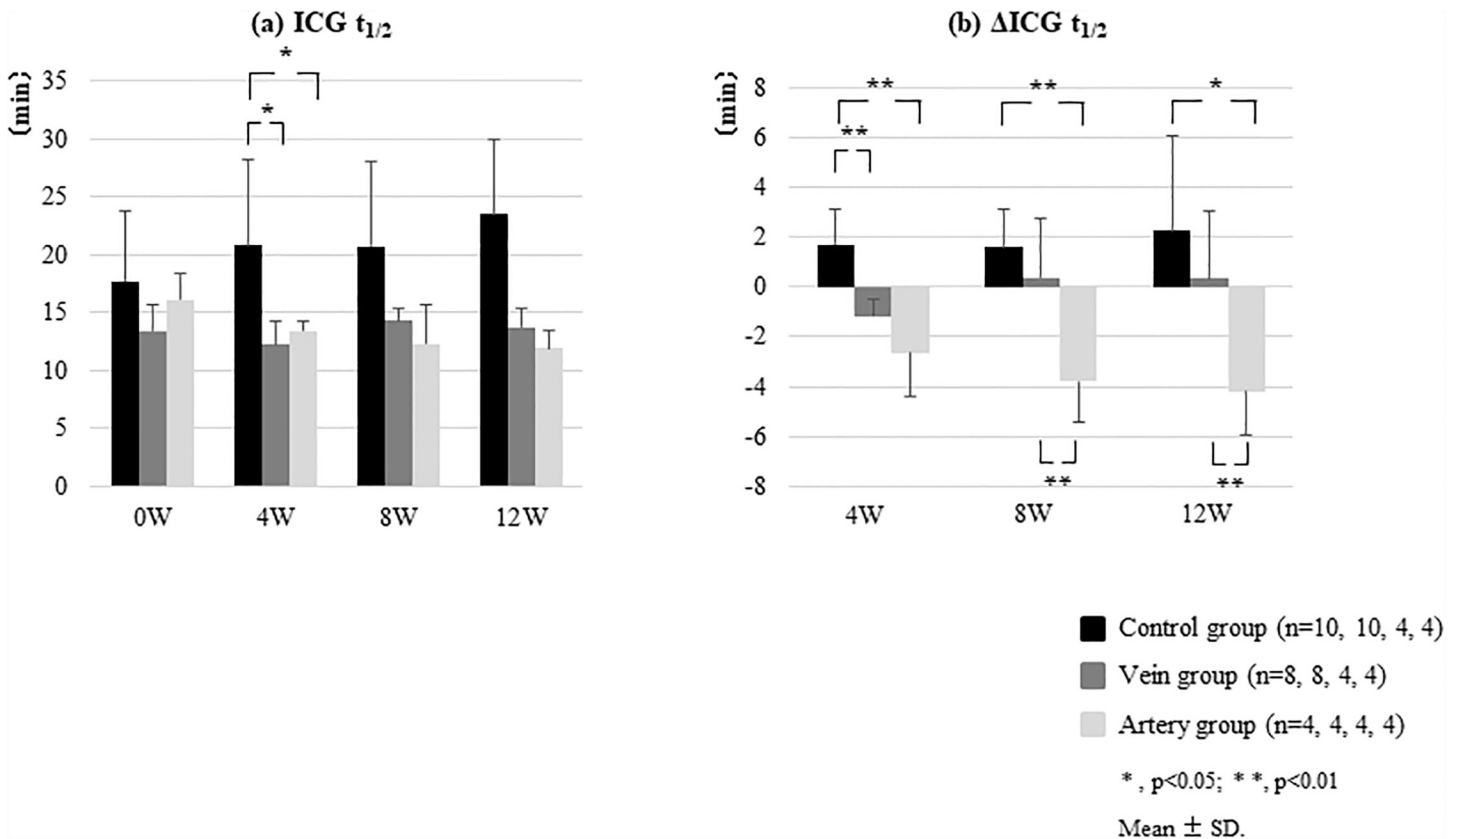 (a) ICG t1/2
(min)
35
30
25
20
15
10
5
0
*
*
0W 4W 8W 12W
(b) ΔICG t1/2
(min)
8
6
4
2
0
-2
-4
-6
-8
** ** *
**
** **
4W 8W 12W
Control group (n=10, 10, 4, 4)
Vein group (n=8, 8, 4, 4)
Artery group (n=4, 4, 4, 4)
*, p<0.05; **, p<0.01
Mean ± SD.